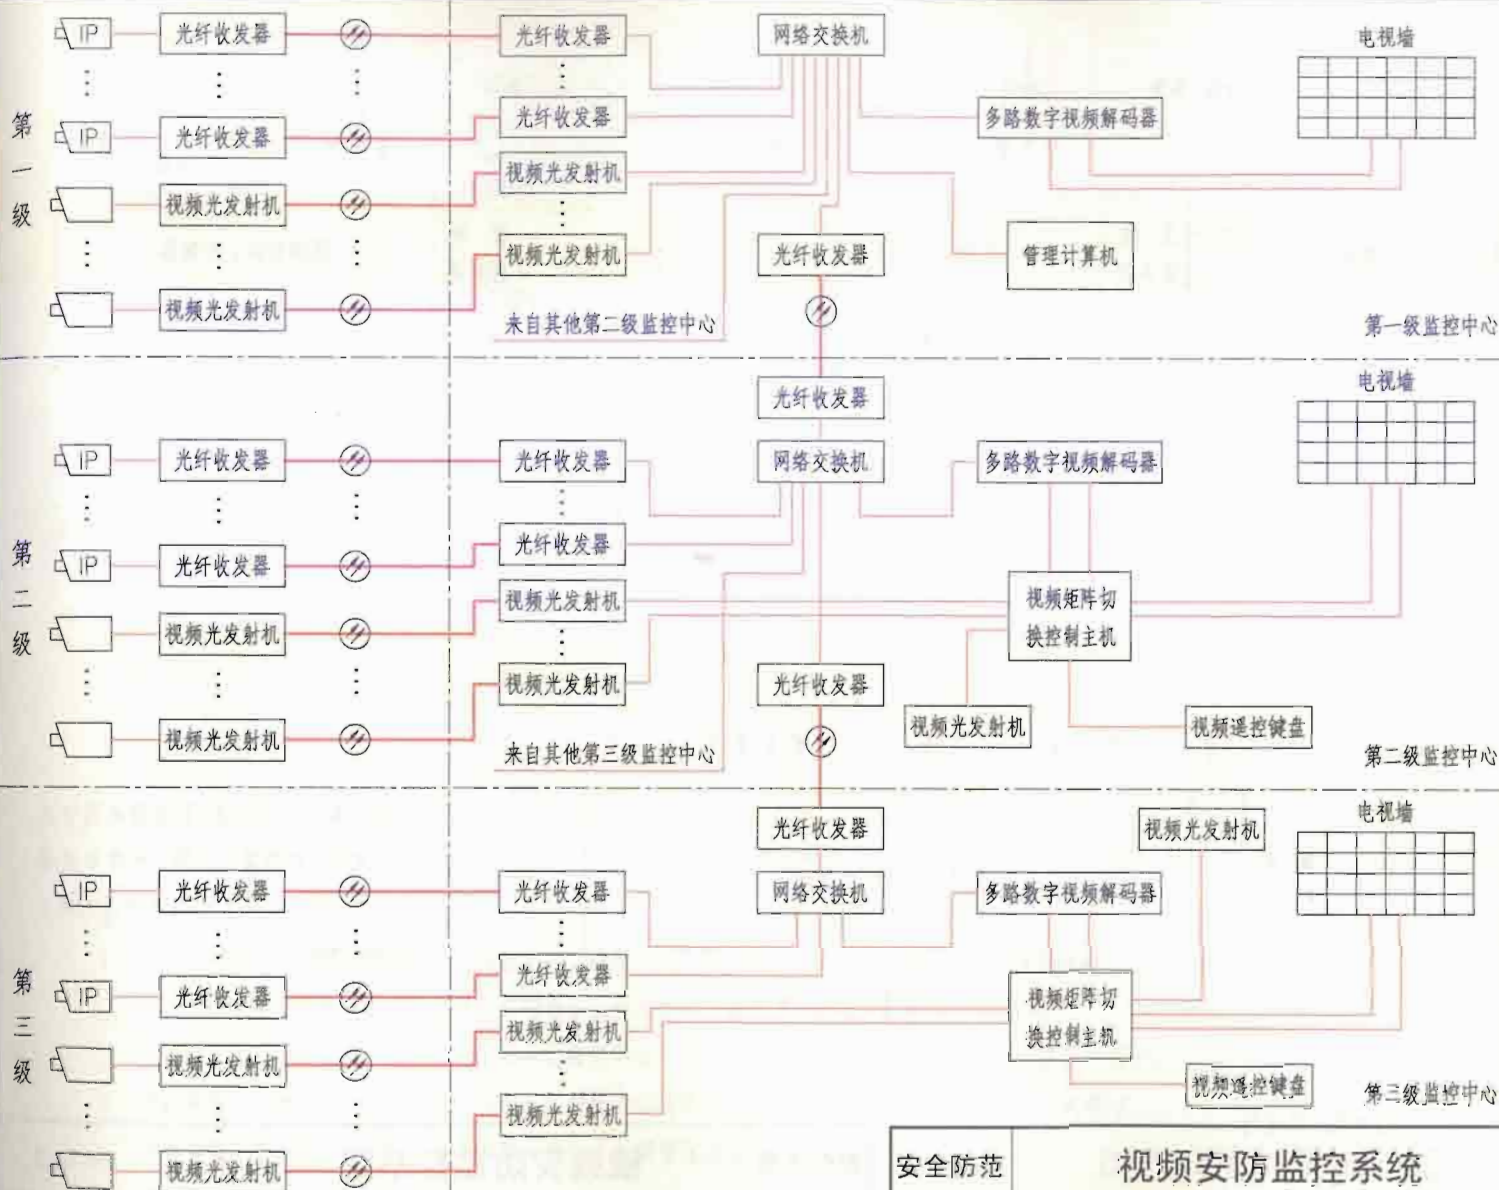 IP 光纤收发器 光纤收发器 网络交换机 电视墙
第一级
IP 光纤收发器 光纤收发器 多路数字视频解码器
视频光发射机 视频光发射机
视频光发射机 光纤收发器 管理计算机
视频光发射机
来自其他第二级监控中心 第一级监控中心
光纤收发器 电视墙
IP 光纤收发器 光纤收发器 网络交换机 多路数字视频解码器
第二级
IP 光纤收发器 光纤收发器
视频光发射机 视频光发射机 视频矩阵切
换控制主机
视频光发射机 光纤收发器
视频光发射机 视频光发射机 视频遥控键盘
来自其他第三级监控中心 第二级监控中心
光纤收发器 视频光发射机 电视墙
IP 光纤收发器 光纤收发器 网络交换机 多路数字视频解码器
第三级
IP 光纤收发器 光纤收发器
视频矩阵切
换控制主机
视频光发射机 视频光发射机
视频遥控键盘 第三级监控中心
视频光发射机
视频光发射机
安全防范 视频安防监控系统